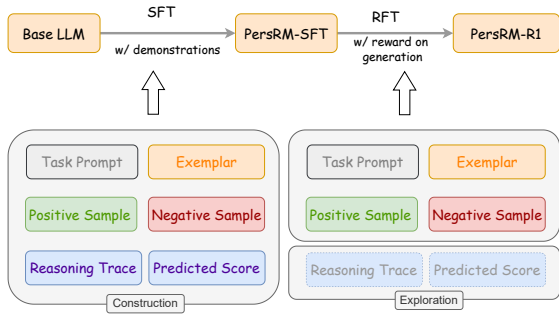 SFT
RFT
Base LLM
PersRM-SFT
PersRM-R1
w/ demonstrations
w/ reward on
generation
Task Prompt
Exemplar
Positive Sample
Negative Sample
Reasoning Trace
Predicted Score
Construction
Task Prompt
Exemplar
Positive Sample
Negative Sample
Reasoning Trace
Predicted Score
Exploration